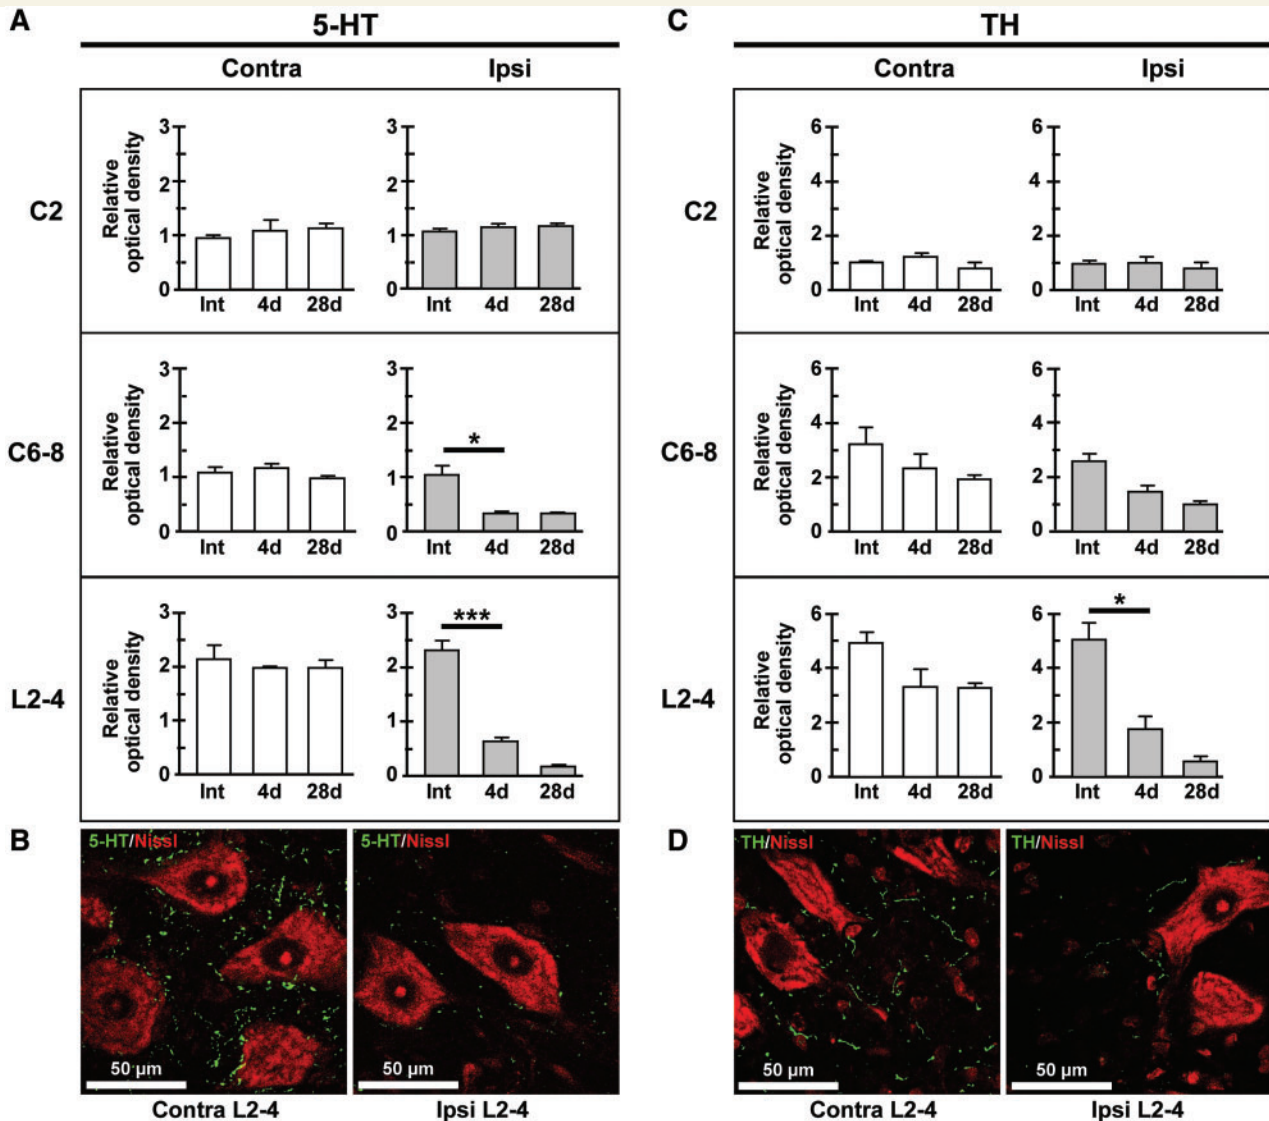 A
5-HT
Contra Ipsi
C2
Relative
optical density
3
2
1
0
Int 4d 28d
3
2
1
0
Int 4d 28d
C6-8
Relative
optical density
3
2
1
0
Int 4d 28d
3
2
1
0
*
Int 4d 28d
L2-4
Relative
optical density
3
2
1
0
Int 4d 28d
3
2
1
0
***
Int 4d 28d
B
5-HT/Nissl
50 µm
Contra L2-4
5-HT/Nissl
50 µm
Ipsi L2-4
C
TH
Contra Ipsi
C2
Relative
optical density
6
4
2
0
Int 4d 28d
6
4
2
0
Int 4d 28d
C6-8
Relative
optical density
6
4
2
0
Int 4d 28d
6
4
2
0
Int 4d 28d
L2-4
Relative
optical density
6
4
2
0
Int 4d 28d
6
4
2
0
*
Int 4d 28d
D
TH/Nissl
50 µm
Contra L2-4
TH/Nissl
50 µm
Ipsi L2-4